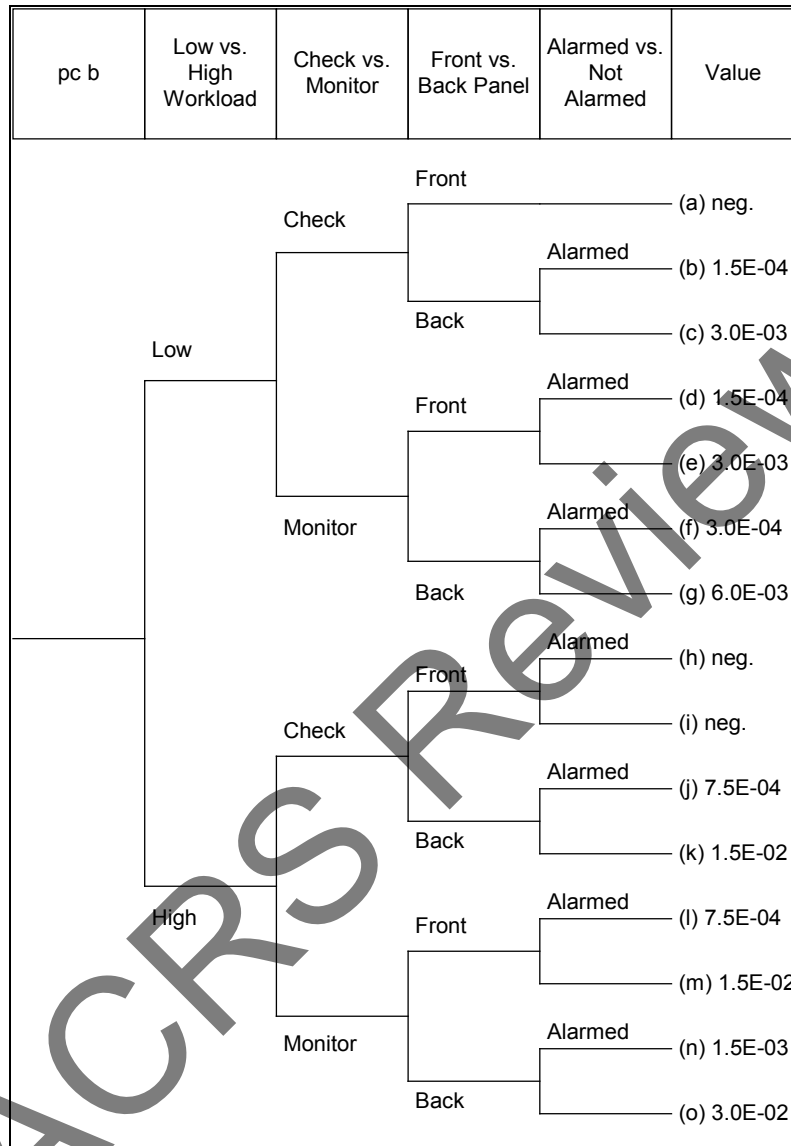 pc b
Low vs.
High
Workload
Check vs.
Monitor
Front vs.
Back Panel
Alarmed vs.
Not
Alarmed
Value
Front
(a) neg.
Check
Alarmed
(b) 1.5E-04
Back
(c) 3.0E-03
Low
Alarmed
(d) 1.5E-04
Front
(e) 3.0E-03
Monitor
Alarmed
(f) 3.0E-04
Back
(g) 6.0E-03
Alarmed
(h) neg.
Front
(i) neg.
Check
Alarmed
(j) 7.5E-04
Back
(k) 1.5E-02
High
Alarmed
(l) 7.5E-04
Front
(m) 1.5E-02
Monitor
Alarmed
(n) 1.5E-03
Back
(o) 3.0E-02
ACRS Review